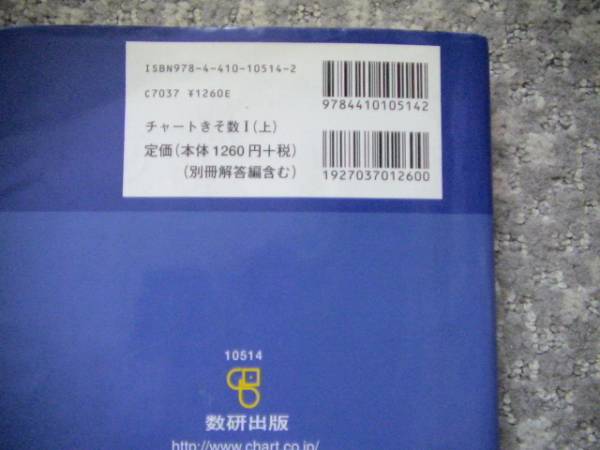 ISBN978-4-410-10514-2
C7037 ¥1260E
9784410105142
チャートきそ数Ⅰ(上)
定価(本体1260円+税)
(別冊解答編含む)
1927037012600
10514
数研出版
http://www.chart.co.jp/